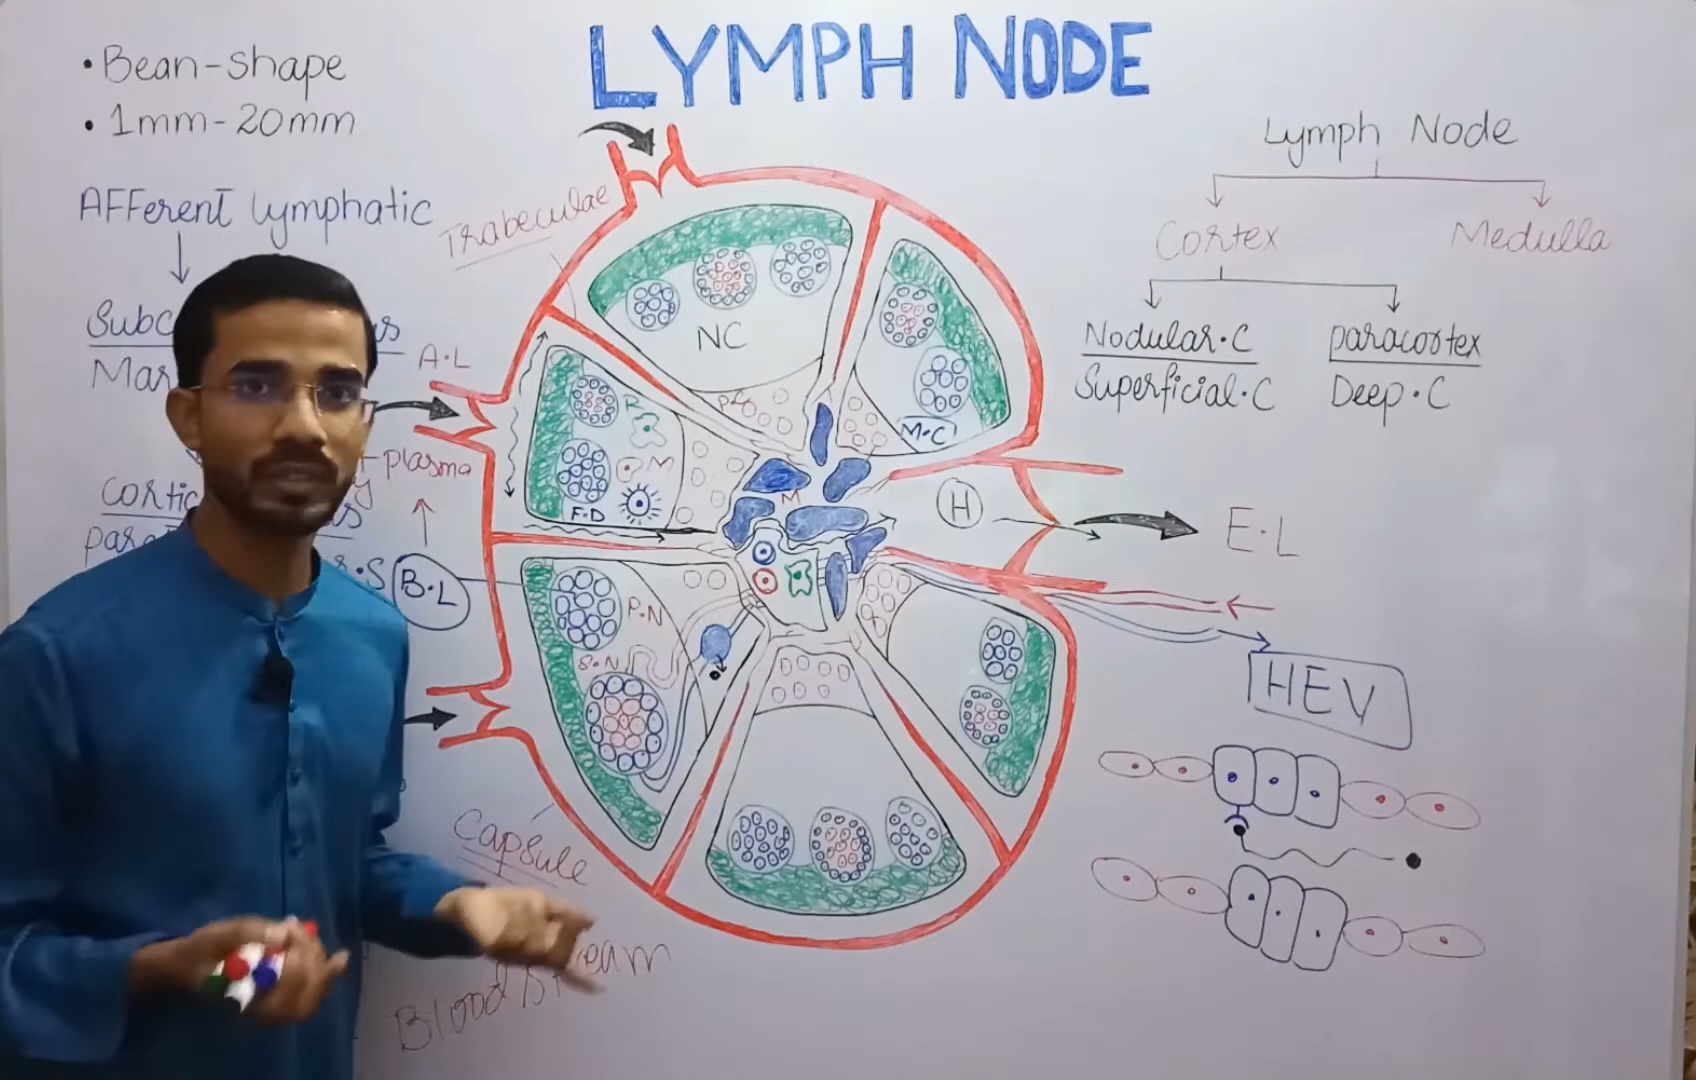 LYMPH NODE
• Bean-shape
• 1mm-20mm
AFFerent lymphatic
Trabeculae
Lymph Node
Cortex
Medulla
Nodular.C
Superficial.C
paracortex
Deep.C
A.L
plasma
B.L
NC
M.C
R
M
F.D
P.N
S.N
M
H
E.L
HEV
Capsule
Blood